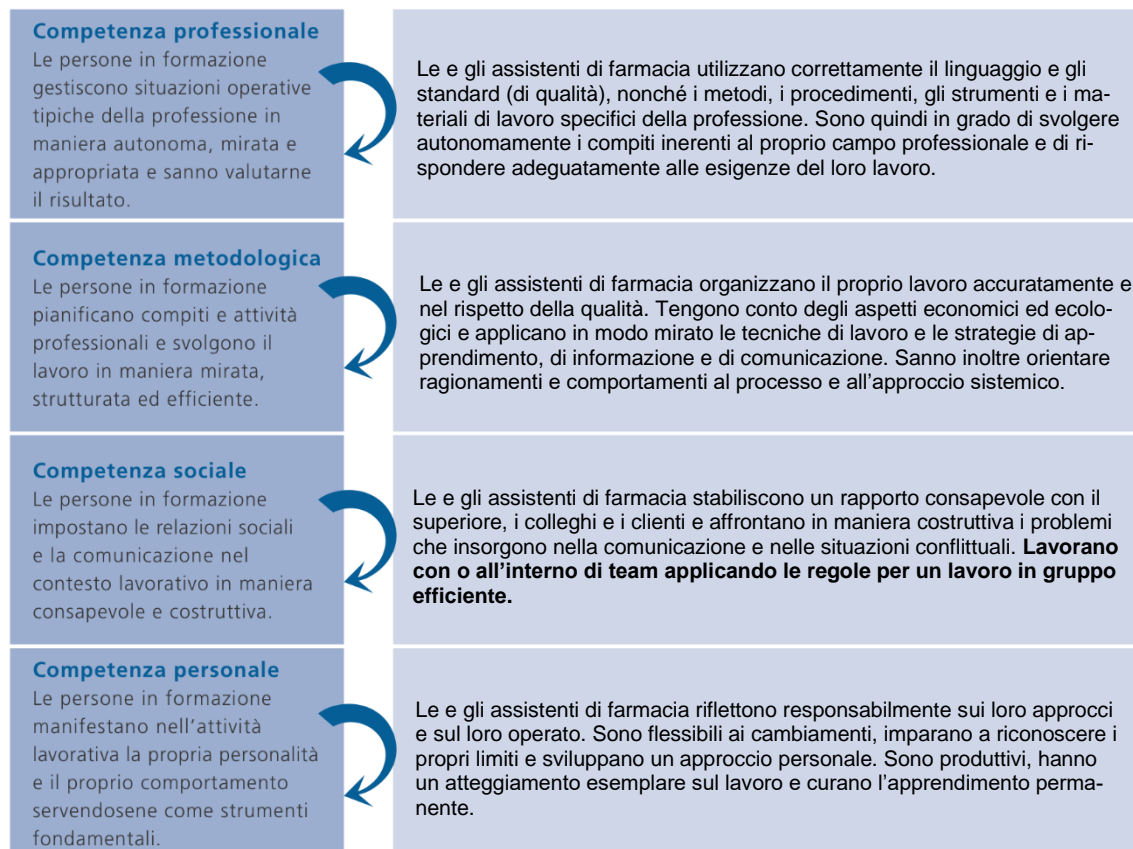 Competenza professionale
Le persone in formazione
gestiscono situazioni operative
tipiche della professione in
maniera autonoma, mirata e
appropriata e sanno valutarne
il risultato.
Le e gli assistenti di farmacia utilizzano correttamente il linguaggio e gli
standard (di qualità), nonché i metodi, i procedimenti, gli strumenti e i ma-
teriali di lavoro specifici della professione. Sono quindi in grado di svolgere
autonomamente i compiti inerenti al proprio campo professionale e di ri-
spondere adeguatamente alle esigenze del loro lavoro.
Competenza metodologica
Le persone in formazione
pianificano compiti e attività
professionali e svolgono il
lavoro in maniera mirata,
strutturata ed efficiente.
Le e gli assistenti di farmacia organizzano il proprio lavoro accuratamente e
nel rispetto della qualità. Tengono conto degli aspetti economici ed ecolo-
gici e applicano in modo mirato le tecniche di lavoro e le strategie di ap-
prendimento, di informazione e di comunicazione. Sanno inoltre orientare
ragionamenti e comportamenti al processo e all'approccio sistemico.
Competenza sociale
Le persone in formazione
impostano le relazioni sociali
e la comunicazione nel
contesto lavorativo in maniera
consapevole e costruttiva.
Le e gli assistenti di farmacia stabiliscono un rapporto consapevole con il
superiore, i colleghi e i clienti e affrontano in maniera costruttiva i problemi
che insorgono nella comunicazione e nelle situazioni conflittuali. Lavorano
con o all'interno di team applicando le regole per un lavoro in gruppo
efficiente.
Competenza personale
Le persone in formazione
manifestano nell'attività
lavorativa la propria personalità
e il proprio comportamento
servendosene come strumenti
fondamentali.
Le e gli assistenti di farmacia riflettono responsabilmente sui loro approcci
e sul loro operato. Sono flessibili ai cambiamenti, imparano a riconoscere i
propri limiti e sviluppano un approccio personale. Sono produttivi, hanno
un atteggiamento esemplare sul lavoro e curano l'apprendimento perma-
nente.